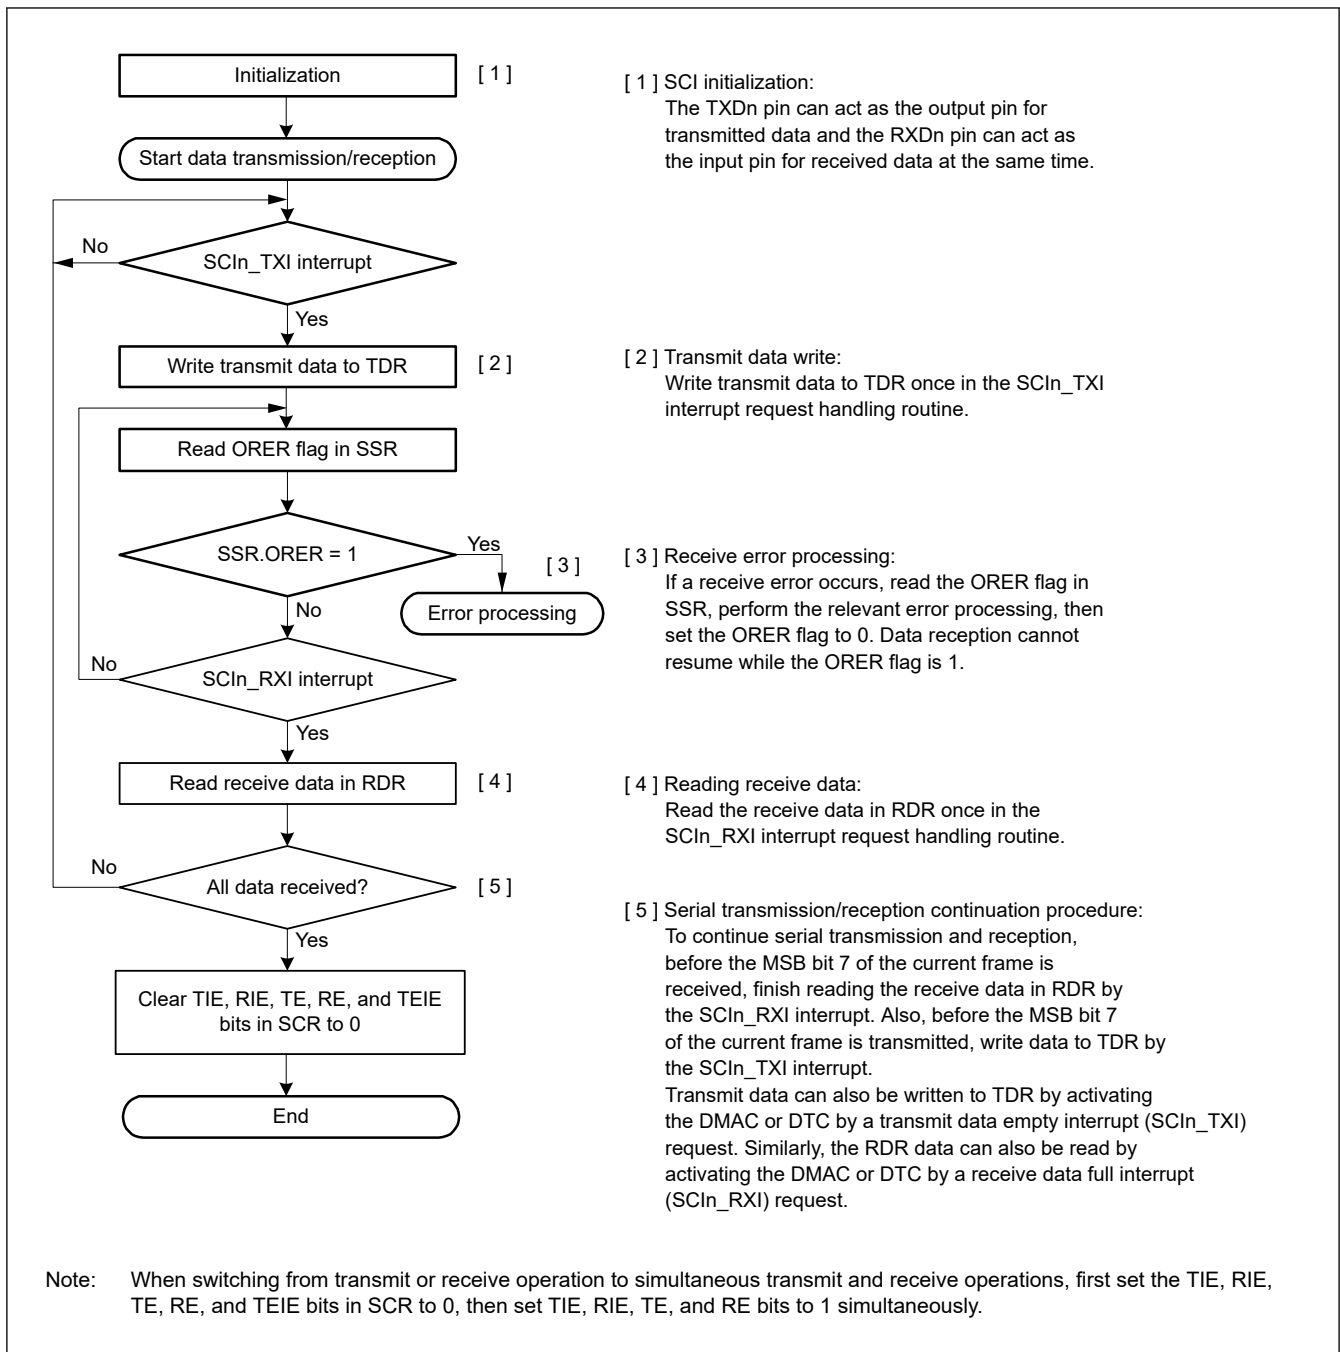 Initialization
[ 1 ]
Start data transmission/reception
No
SCIn_TXI interrupt
Yes
Write transmit data to TDR
[ 2 ]
Read ORER flag in SSR
SSR.ORER = 1
Yes
[ 3 ]
Error processing
No
No
SCIn_RXI interrupt
Yes
Read receive data in RDR
[ 4 ]
No
All data received?
[ 5 ]
Yes
Clear TIE, RIE, TE, RE, and TEIE
bits in SCR to 0
End
[ 1 ] SCI initialization:
The TXDn pin can act as the output pin for
transmitted data and the RXDn pin can act as
the input pin for received data at the same time.
[ 2 ] Transmit data write:
Write transmit data to TDR once in the SCIn_TXI
interrupt request handling routine.
[ 3 ] Receive error processing:
If a receive error occurs, read the ORER flag in
SSR, perform the relevant error processing, then
set the ORER flag to 0. Data reception cannot
resume while the ORER flag is 1.
[ 4 ] Reading receive data:
Read the receive data in RDR once in the
SCIn_RXI interrupt request handling routine.
[ 5 ] Serial transmission/reception continuation procedure:
To continue serial transmission and reception,
before the MSB bit 7 of the current frame is
received, finish reading the receive data in RDR by
the SCIn_RXI interrupt. Also, before the MSB bit 7
of the current frame is transmitted, write data to TDR by
the SCIn_TXI interrupt.
Transmit data can also be written to TDR by activating
the DMAC or DTC by a transmit data empty interrupt (SCIn_TXI)
request. Similarly, the RDR data can also be read by
activating the DMAC or DTC by a receive data full interrupt
(SCIn_RXI) request.
Note: When switching from transmit or receive operation to simultaneous transmit and receive operations, first set the TIE, RIE,
TE, RE, and TEIE bits in SCR to 0, then set TIE, RIE, TE, and RE bits to 1 simultaneously.